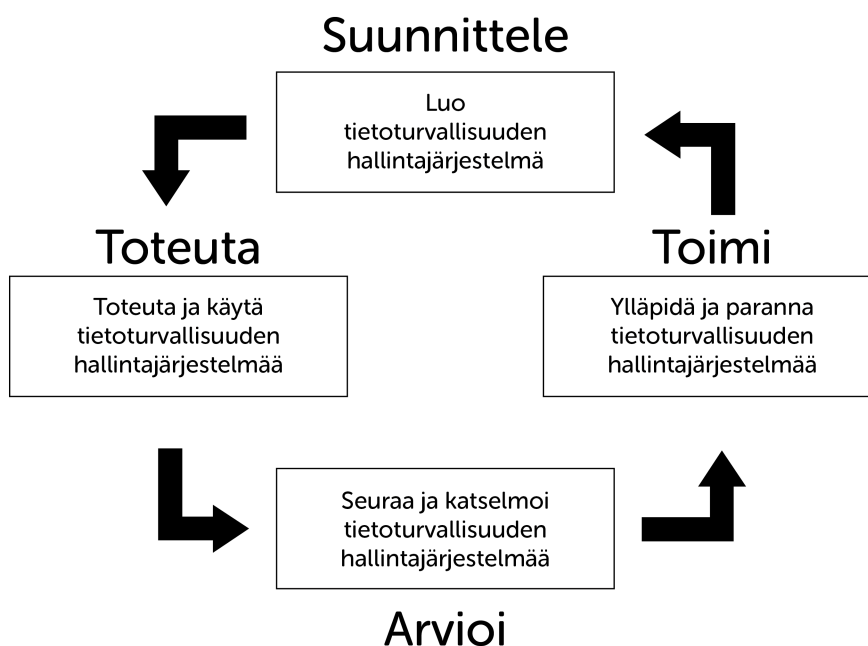 Suunnittele
Luo
tietoturvallisuuden
hallintajärjestelmä
Toteuta
Toteuta ja käytä
tietoturvallisuuden
hallintajärjestelmää
Toimi
Ylläpidä ja paranna
tietoturvallisuuden
hallintajärjestelmää
Seuraa ja katselmoi
tietoturvallisuuden
hallintajärjestelmää
Arvioi